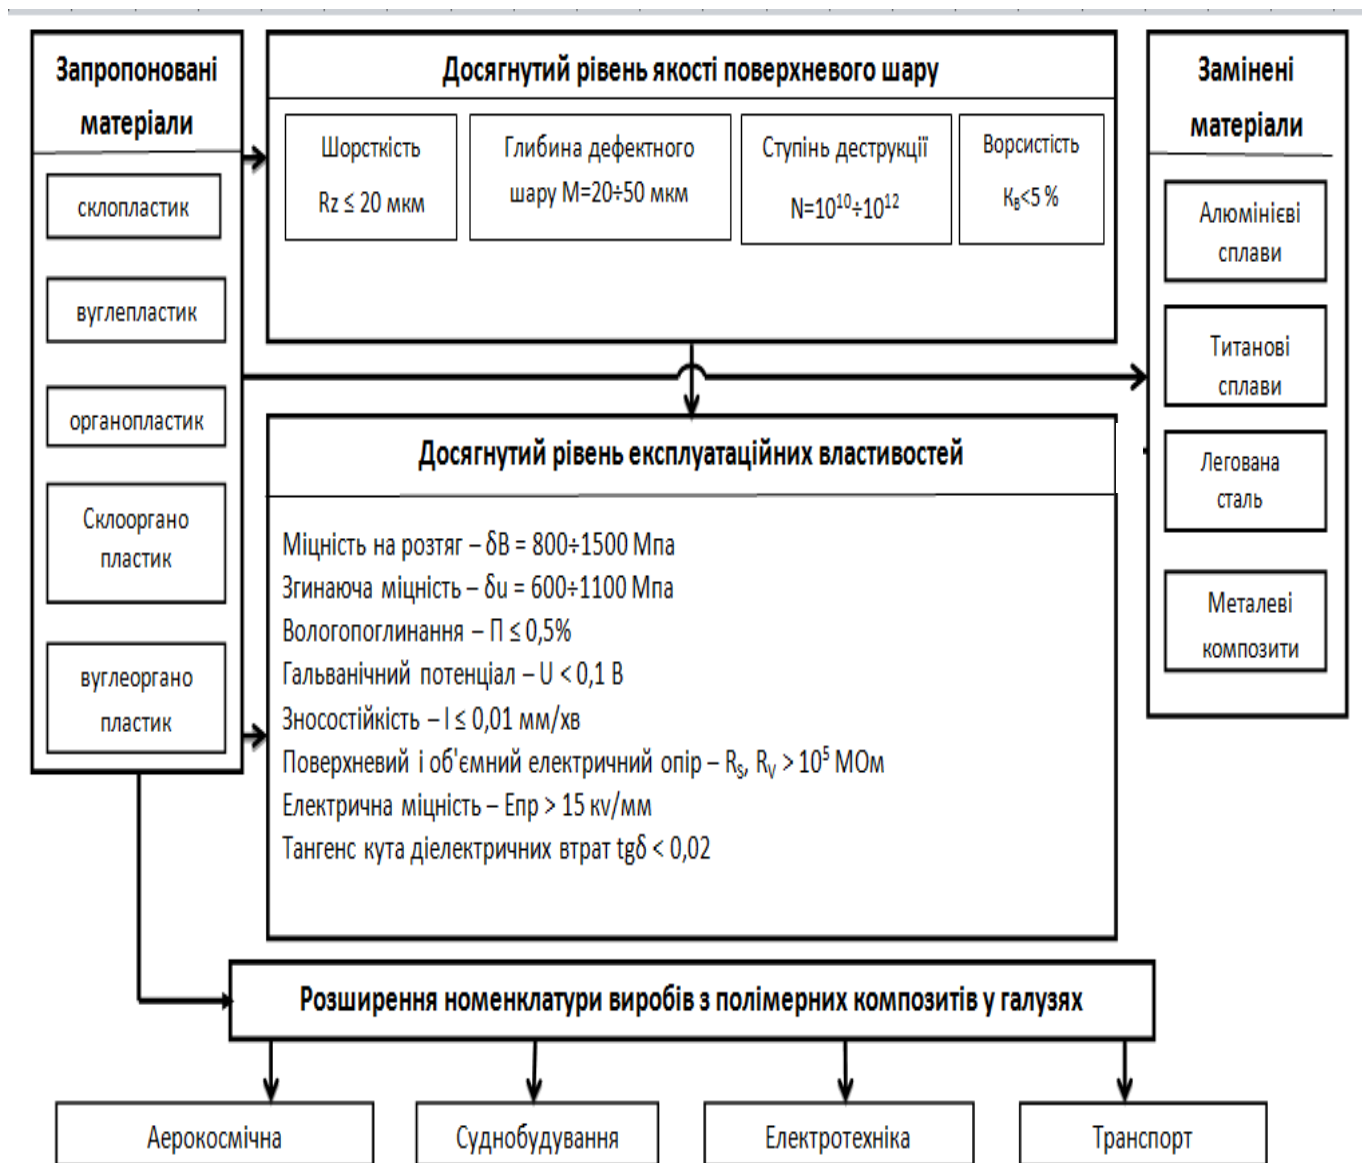 Запропоновані
матеріали
склопластик
вуглепластик
органопластик
Склооргано
пластик
вуглеоргано
пластик
Досягнутий рівень якості поверхневого шару
Шорсткість
Rz ≤ 20 мкм
Глибина дефектного
шару М=20÷50 мкм
Ступінь деструкції
N=10¹⁰÷10¹²
Ворсистість
Кв<5 %
Замінені
матеріали
Алюмінієві
сплави
Титанові
сплави
Легована
сталь
Металеві
композити
Досягнутий рівень експлуатаційних властивостей
Міцність на розтяг – δВ = 800÷1500 Мпа
Згинаюча міцність – δu = 600÷1100 Мпа
Вологопоглинання – П ≤ 0,5%
Гальванічний потенціал – U < 0,1 В
Зносостійкість – I ≤ 0,01 мм/хв
Поверхневий і об'ємний електричний опір – RS, RV > 10⁵ МОм
Електрична міцність – Епр > 15 кv/мм
Тангенс кута діелектричних втрат tgδ < 0,02
Розширення номенклатури виробів з полімерних композитів у галузях
Аерокосмічна
Суднобудування
Електротехніка
Транспорт